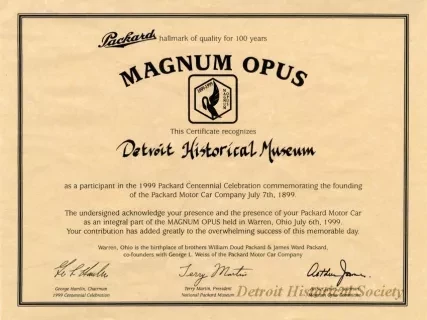 Packard hallmark of quality for 100 years
MAGNUM OPUS
This Certificate recognizes
Detroit Historical Museum
as a participant in the 1999 Packard Centennial Celebration commemorating the founding
of the Packard Motor Car Company July 7th, 1899.
The undersigned acknowledge your presence and the presence of your Packard Motor Car
as an integral part of the MAGNUM OPUS held in Warren, Ohio July 6th, 1999.
Your contribution has added greatly to the overwhelming success of this memorable day.
Warren, Ohio is the birthplace of brothers William Doud Packard & James Ward Packard,
co-founders with George L. Weiss of the Packard Motor Car Company
Terry Martin
George Hamlin, Chairman
1999 Centennial Celebration
Terry Martin, President
National Packard Museum
Detroit Historical Society